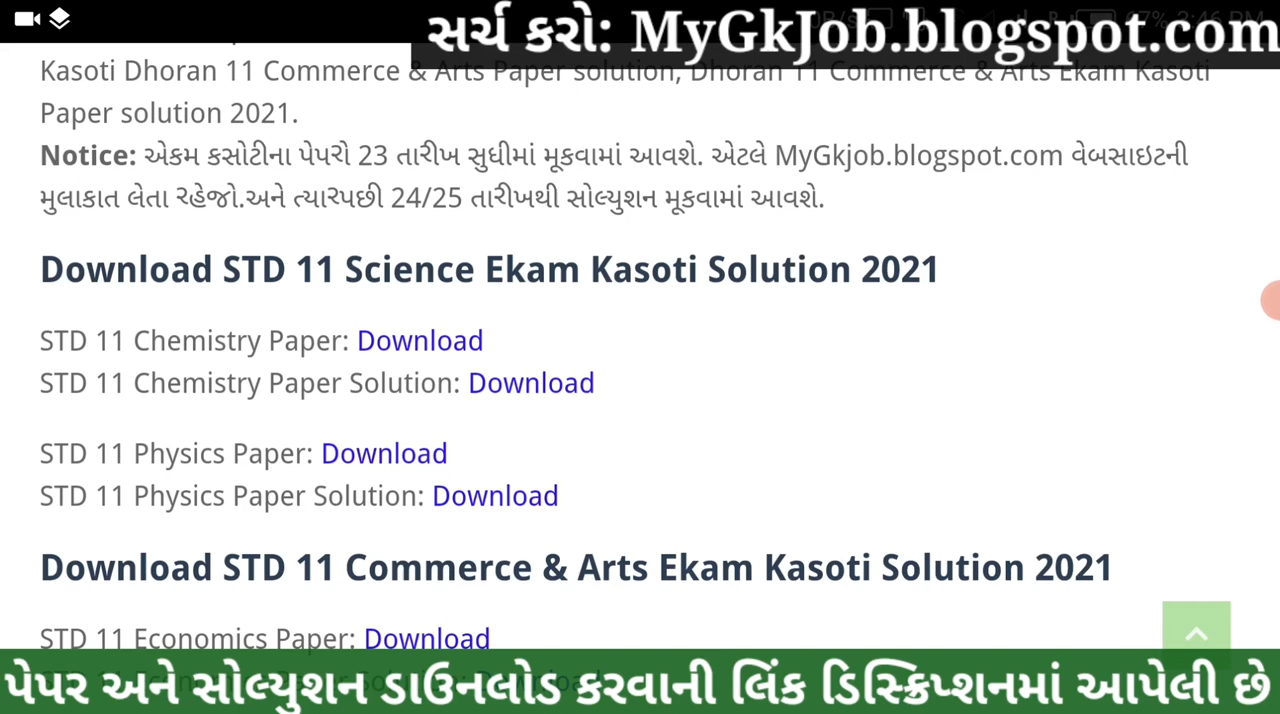 સર્ચ કરો: MyGkJob.blogspot.com
Kasoti Dhoran 11 Commerce & Arts Paper solution, Dhoran 11 Commerce & Arts Ekam Kasoti
Paper solution 2021.
Notice: એકમ કસોટીના પેપરો 23 તારીખ સુધીમાં મૂકવામાં આવશે. એટલે MyGkjob.blogspot.com વેબસાઇટની
મુલાકાત લેતા રહેજો.અને ત્યારપછી 24/25 તારીખથી સોલ્યુશન મૂકવામાં આવશે.
Download STD 11 Science Ekam Kasoti Solution 2021
STD 11 Chemistry Paper: Download
STD 11 Chemistry Paper Solution: Download
STD 11 Physics Paper: Download
STD 11 Physics Paper Solution: Download
Download STD 11 Commerce & Arts Ekam Kasoti Solution 2021
STD 11 Economics Paper: Download
પેપર અને સોલ્યુશન ડાઉનલોડ કરવાની લિંક ડિસ્ક્રિપ્શનમાં આપેલી છે